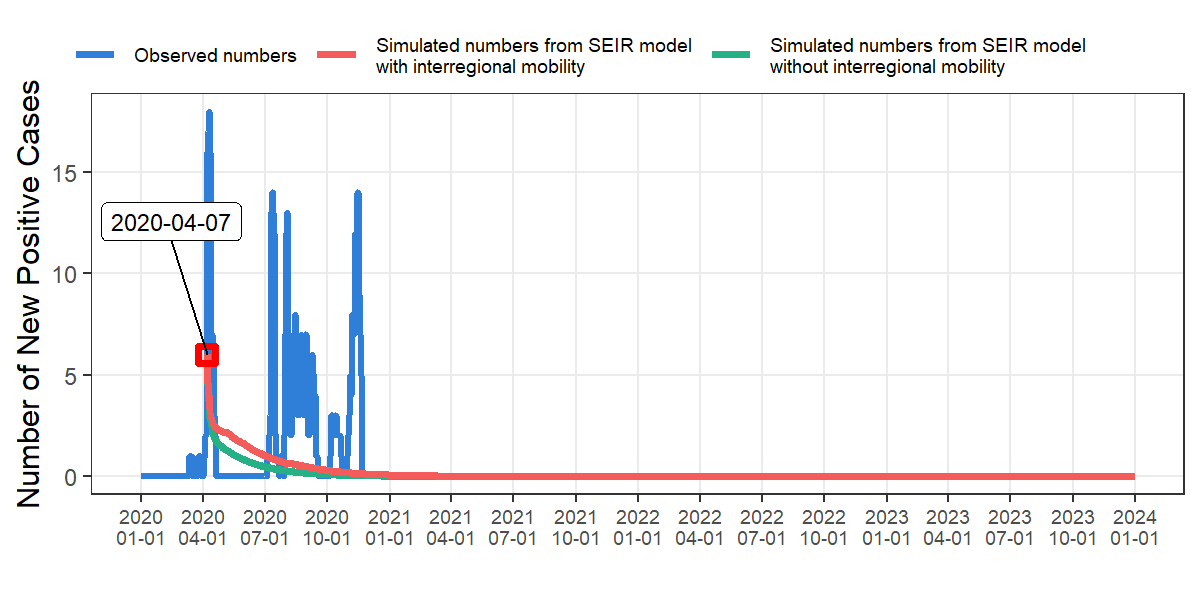 Observed numbers
Simulated numbers from SEIR model
with interregional mobility
Simulated numbers from SEIR model
without interregional mobility
Number of New Positive Cases
15
10
5
0
2020-04-07
2020 2020 2020 2020 2021 2021 2021 2021 2022 2022 2022 2022 2023 2023 2023 2023 2024
01-01 04-01 07-01 10-01 01-01 04-01 07-01 10-01 01-01 04-01 07-01 10-01 01-01 04-01 07-01 10-01 01-01